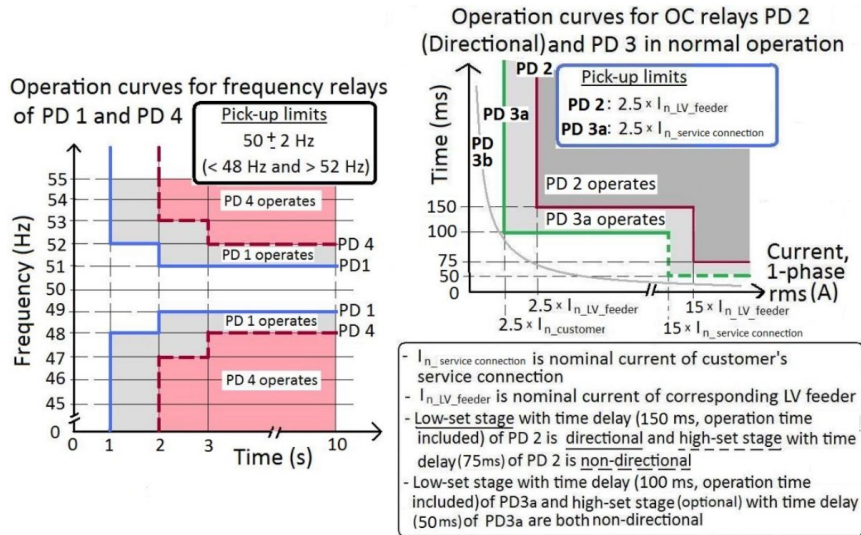 Operation curves for frequency relays
of PD 1 and PD 4
Pick-up limits
50 ± 2 Hz
(< 48 Hz and > 52 Hz)
Frequency (Hz)
55
54
53
52
51
50
49
48
47
46
45
0
PD 4 operates
PD 4
PD 1 operates
PD1
PD 1
PD 1 operates
PD 4
PD 4 operates
0 1 2 3 10
Time (s)
Operation curves for OC relays PD 2
(Directional) and PD 3 in normal operation
Pick-up limits
PD 2: 2.5 × In_LV_feeder
PD 3a: 2.5 × In_service connection
Time (ms)
PD 2
PD 3a
PD 3b
PD 2 operates
PD 3a operates
150
100
75
50
0
Current,
1-phase
rms (A)
2.5 × In_LV_feeder
15 × In_LV_feeder
2.5 × In_customer
15 × In_service connection
- In_service connection is nominal current of customer's
service connection
- In_LV_feeder is nominal current of corresponding LV feeder
- Low-set stage with time delay (150 ms, operation time
included) of PD 2 is directional and high-set stage with time
delay (75ms) of PD 2 is non-directional
- Low-set stage with time delay (100 ms, operation time
included) of PD3a and high-set stage (optional) with time delay
(50 ms) of PD3a are both non-directional